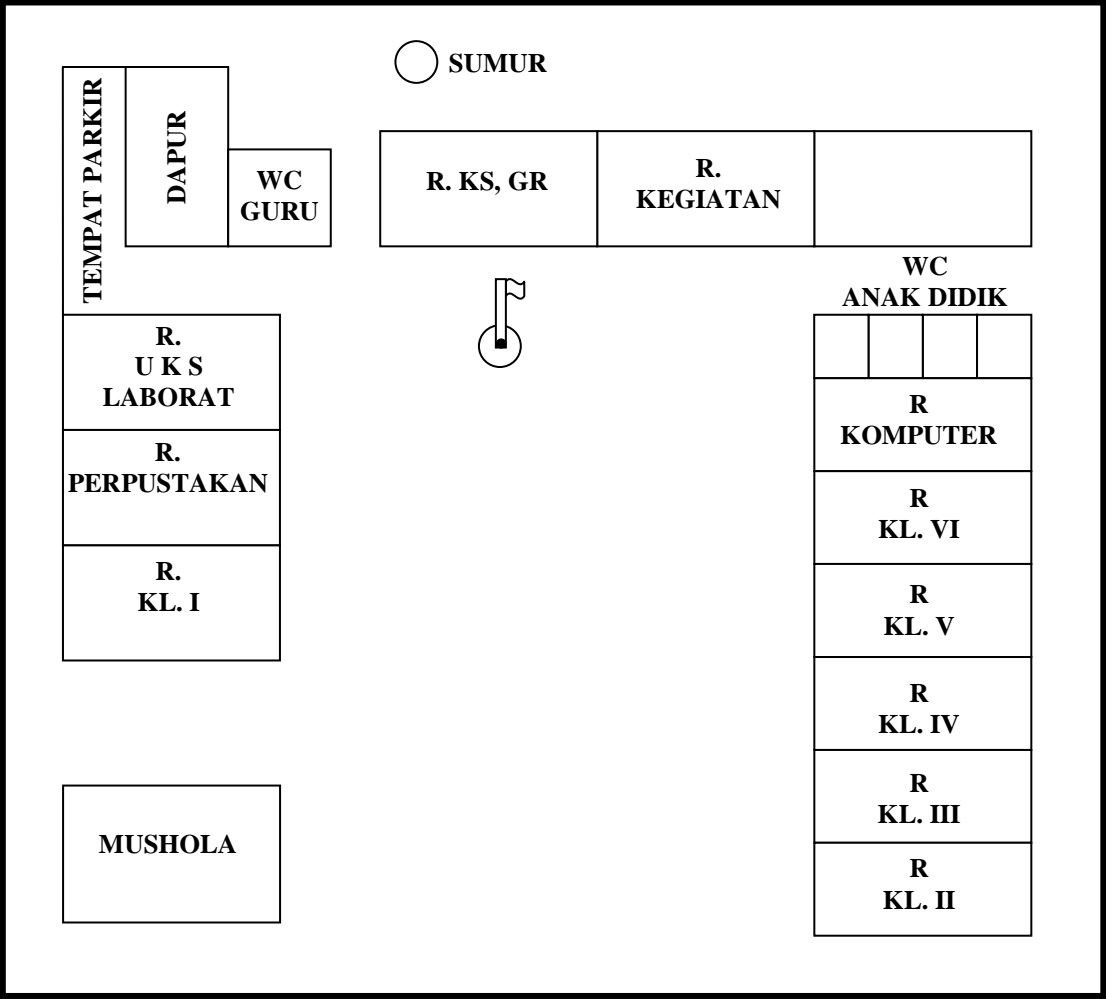 SUMUR
TEMPAT PARKIR
DAPUR
WC
GURU
R. KS, GR
R.
KEGIATAN
WC
ANAK DIDIK
R.
U K S
LABORAT
R.
PERPUSTAKAN
R.
KL. I
MUSHOLA
R
KOMPUTER
R
KL. VI
R
KL. V
R
KL. IV
R
KL. III
R
KL. II